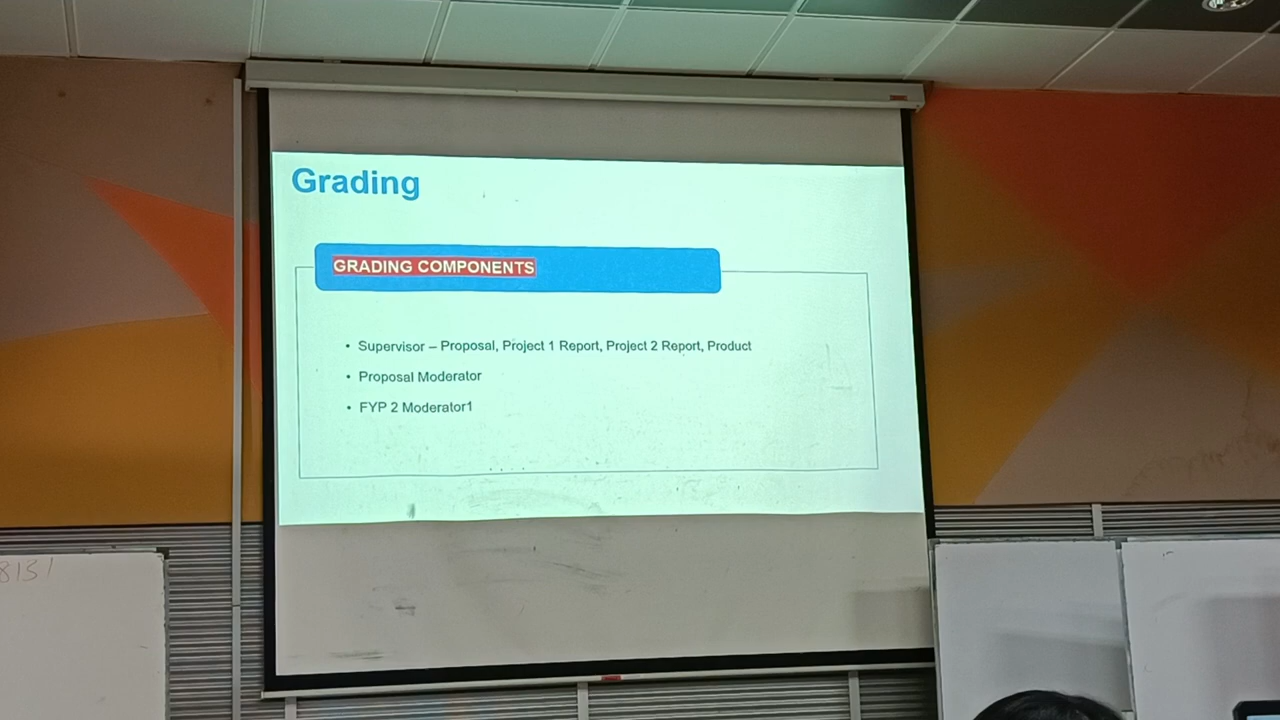 Grading
GRADING COMPONENTS
• Supervisor – Proposal, Project 1 Report, Project 2 Report, Product
• Proposal Moderator
• FYP 2 Moderator1